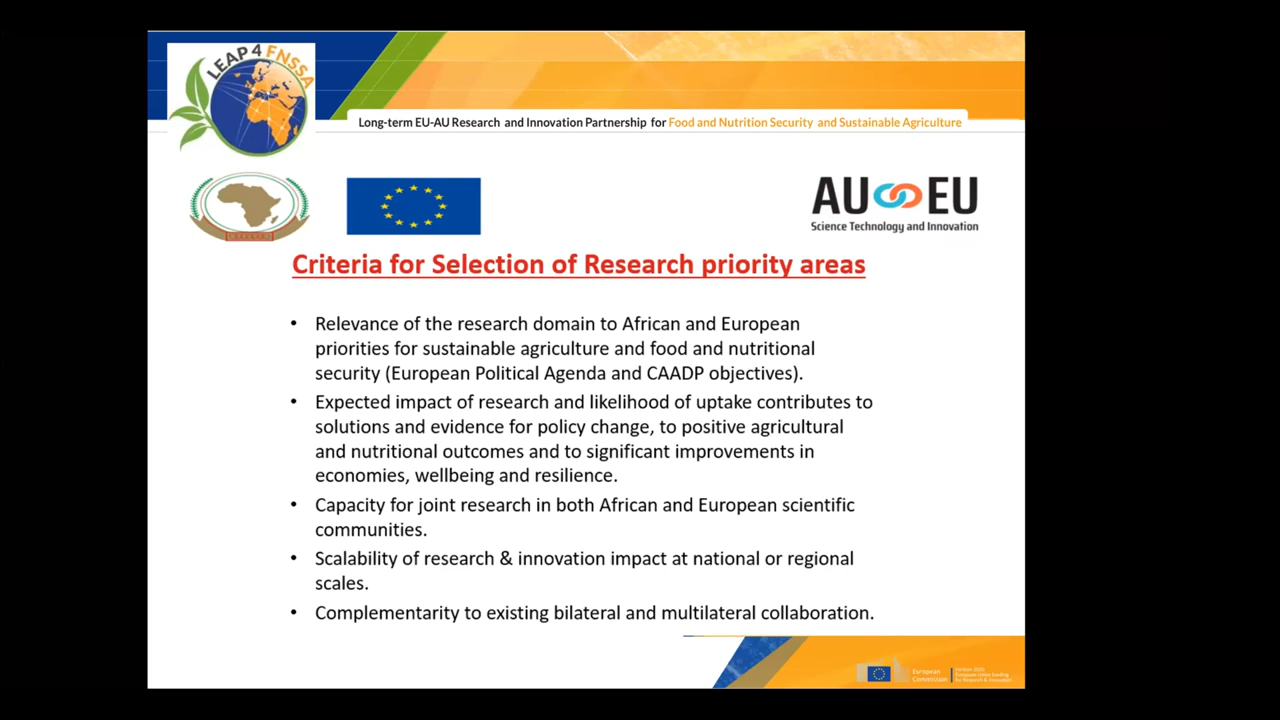 LEAP4FNSSA
Long-term EU-AU Research and Innovation Partnership for Food and Nutrition Security and Sustainable Agriculture
AU EU
Science Technology and Innovation
Criteria for Selection of Research priority areas
• Relevance of the research domain to African and European
priorities for sustainable agriculture and food and nutritional
security (European Political Agenda and CAADP objectives).
• Expected impact of research and likelihood of uptake contributes to
solutions and evidence for policy change, to positive agricultural
and nutritional outcomes and to significant improvements in
economies, wellbeing and resilience.
• Capacity for joint research in both African and European scientific
communities.
• Scalability of research & innovation impact at national or regional
scales.
• Complementarity to existing bilateral and multilateral collaboration.
European
Commission
European Union funding
for Research & Innovation